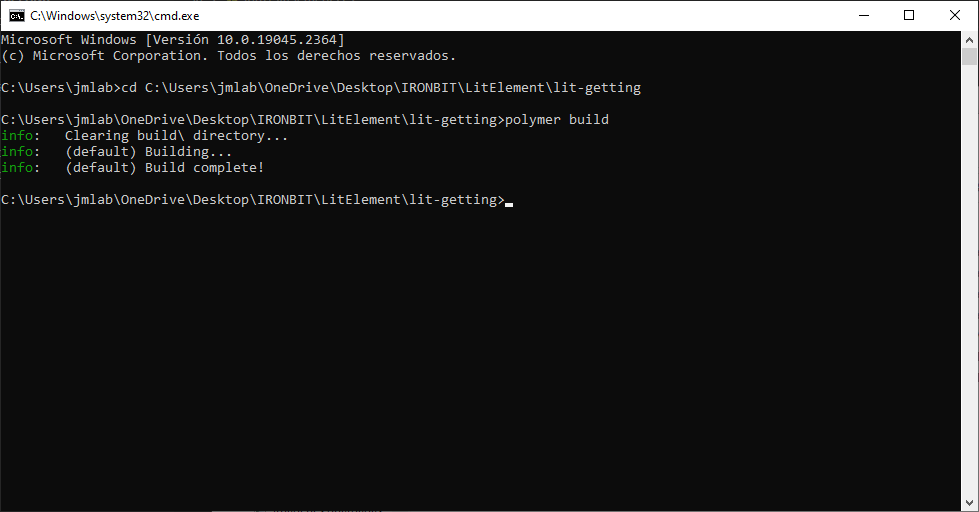 C:\Windows\system32\cmd.exe
Microsoft Windows [Versión 10.0.19045.2364]
(c) Microsoft Corporation. Todos los derechos reservados.
C:\Users\jmlab>cd C:\Users\jmlab\OneDrive\Desktop\IRONBIT\LitElement\lit-getting
C:\Users\jmlab\OneDrive\Desktop\IRONBIT\LitElement\lit-getting>polymer build
info:   Clearing build\ directory...
info:   (default) Building...
info:   (default) Build complete!
C:\Users\jmlab\OneDrive\Desktop\IRONBIT\LitElement\lit-getting>